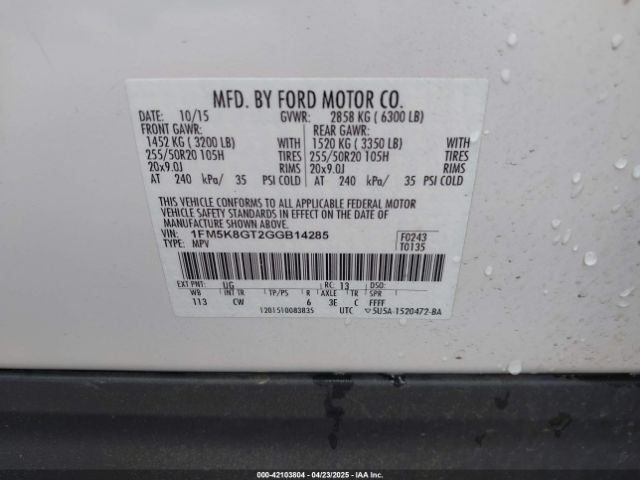 MFD. BY FORD MOTOR CO.
DATE: 10/15 GVWR: 2858 KG ( 6300 LB)
FRONT GAWR: REAR GAWR:
1452 KG ( 3200 LB) WITH 1520 KG ( 3350 LB) WITH
255/50R20 105H TIRES 255/50R20 105H TIRES
20x9.0J RIMS 20x9.0J RIMS
AT 240 kPa/ 35 PSI COLD AT 240 kPa/ 35 PSI COLD
THIS VEHICLE CONFORMS TO ALL APPLICABLE FEDERAL MOTOR
VEHICLE SAFETY STANDARDS IN EFFECT ON THE DATE OF
MANUFACTURE SHOWN ABOVE.
VIN: 1FM5K8GT2GGB14285 F0243
TYPE: MPV T0135
EXT PNT: UG RC: 13 DSO:
WB INT TR TP/PS R AXLE TR SPR
113 CW 6 3E C FFFF
1201510083835 UTC ▽5U5A-1520472-BA
000-42103804 - 04/23/2025 - IAAI.COM